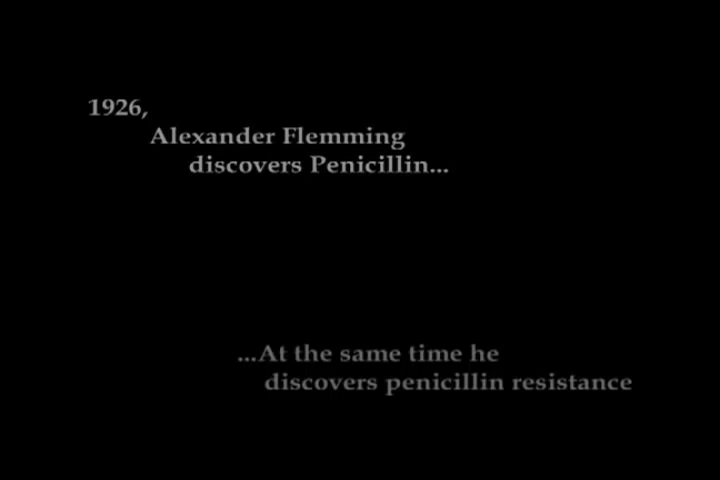 1926,
Alexander Flemming
discovers Penicillin...
...At the same time he
discovers penicillin resistance